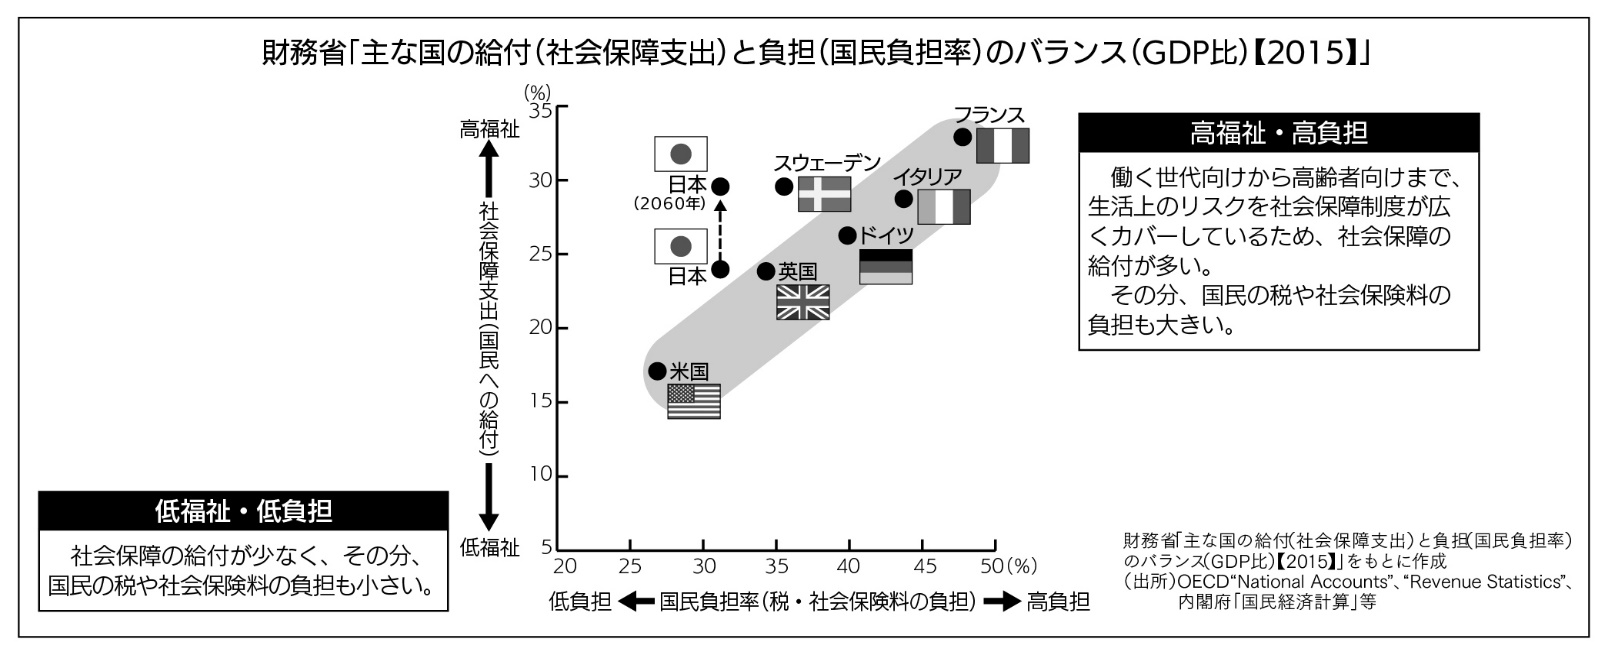 財務省「主な国の給付(社会保障支出)と負担(国民負担率)のバランス(GDP比)【2015】」
(%)
35
30
25
20
15
10
5
20 25 30 35 40 45 50(%)
高福祉
社会保障支出(国民への給付)
低福祉
低負担 国民負担率(税・社会保険料の負担) 高負担
フランス
スウェーデン
イタリア
日本
(2060年)
ドイツ
日本
英国
米国
高福祉・高負担
働く世代向けから高齢者向けまで、
生活上のリスクを社会保障制度が広
くカバーしているため、社会保障の
給付が多い。
その分、国民の税や社会保険料の
負担も大きい。
低福祉・低負担
社会保障の給付が少なく、その分、
国民の税や社会保険料の負担も小さい。
財務省「主な国の給付(社会保障支出)と負担(国民負担率)
のバランス(GDP比)【2015】」をもとに作成
(出所)OECD“National Accounts”、“Revenue Statistics”、
内閣府「国民経済計算」等